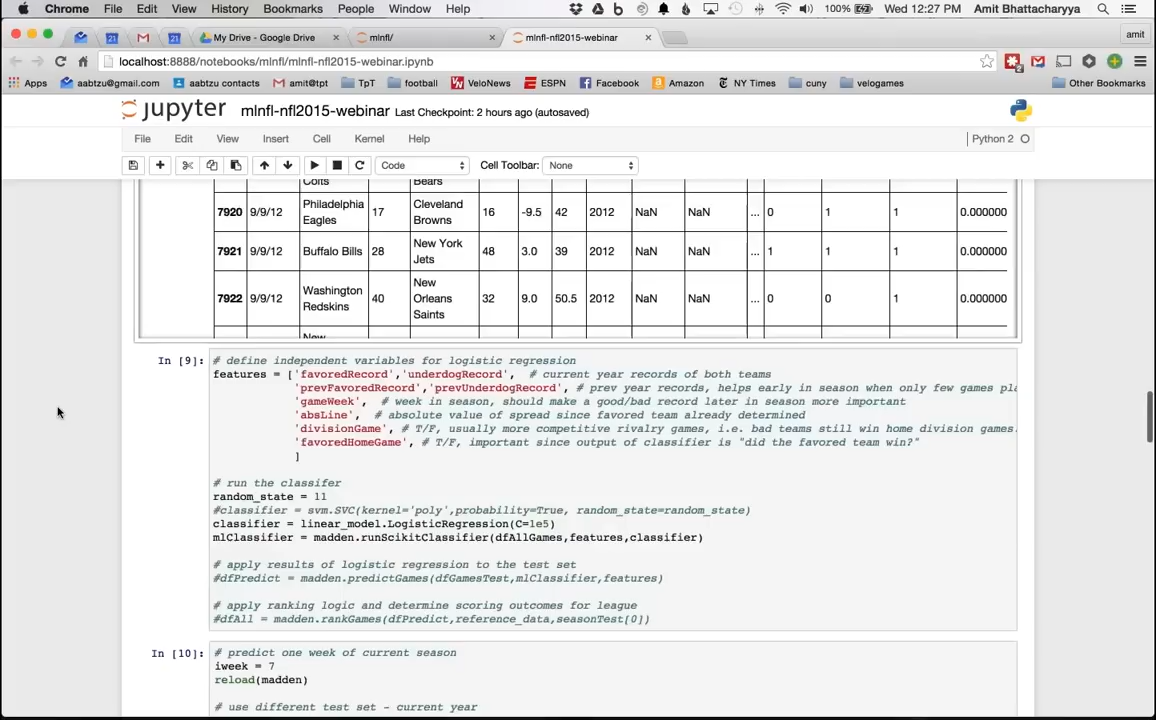 Chrome File Edit View History Bookmarks People Window Help 100% Wed 12:27 PM Amit Bhattacharyya
My Drive - Google Drive mlnfl/ mlnfl-nfl2015-webinar amit
localhost:8888/notebooks/mlnfl/mlnfl-nfl2015-webinar.ipynb
Apps aabtzu@gmail.com aabtzu contacts amit@tpt TpT football VeloNews ESPN Facebook Amazon NY Times cuny velogames Other Bookmarks
jupyter mlnfl-nfl2015-webinar Last Checkpoint: 2 hours ago (autosaved)
File Edit View Insert Cell Kernel Help Python 2
Code Cell Toolbar: None
Colts Bears
7920 9/9/12 Philadelphia Eagles 17 Cleveland Browns 16 -9.5 42 2012 NaN NaN ... 0 1 1 0.000000
7921 9/9/12 Buffalo Bills 28 New York Jets 48 3.0 39 2012 NaN NaN ... 1 1 1 0.000000
7922 9/9/12 Washington Redskins 40 New Orleans Saints 32 9.0 50.5 2012 NaN NaN ... 0 0 1 0.000000
New
In [9]: # define independent variables for logistic regression
features = ['favoredRecord','underdogRecord', # current year records of both teams
'prevFavoredRecord','prevUnderdogRecord', # prev year records, helps early in season when only few games pla
'gameWeek', # week in season, should make a good/bad record later in season more important
'absLine', # absolute value of spread since favored team already determined
'divisionGame', # T/F, usually more competitive rivalry games, i.e. bad teams still win home division games
'favoredHomeGame', # T/F, important since output of classifier is "did the favored team win?"
]
# run the classifer
random_state = 11
#classifier = svm.SVC(kernel='poly',probability=True, random_state=random_state)
classifier = linear_model.LogisticRegression(C=1e5)
mlClassifier = madden.runScikitClassifier(dfAllGames,features,classifier)
# apply results of logistic regression to the test set
#dfPredict = madden.predictGames(dfGamesTest,mlClassifier,features)
# apply ranking logic and determine scoring outcomes for league
#dfAll = madden.rankGames(dfPredict,reference_data,seasonTest[0])
In [10]: # predict one week of current season
iweek = 7
reload(madden)
# use different test set - current year